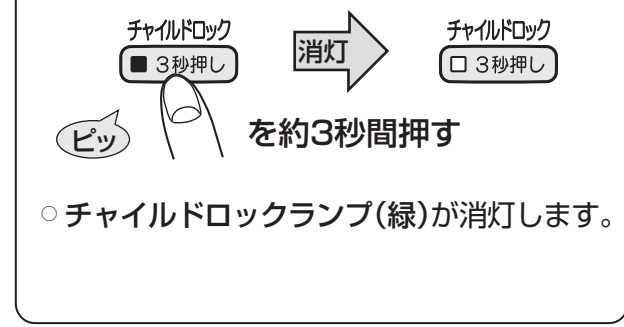 チャイルドロック
■ 3秒押し
消灯
チャイルドロック
□ 3秒押し
ピッ
を約3秒間押す
○ チャイルドロックランプ(緑)が消灯します。